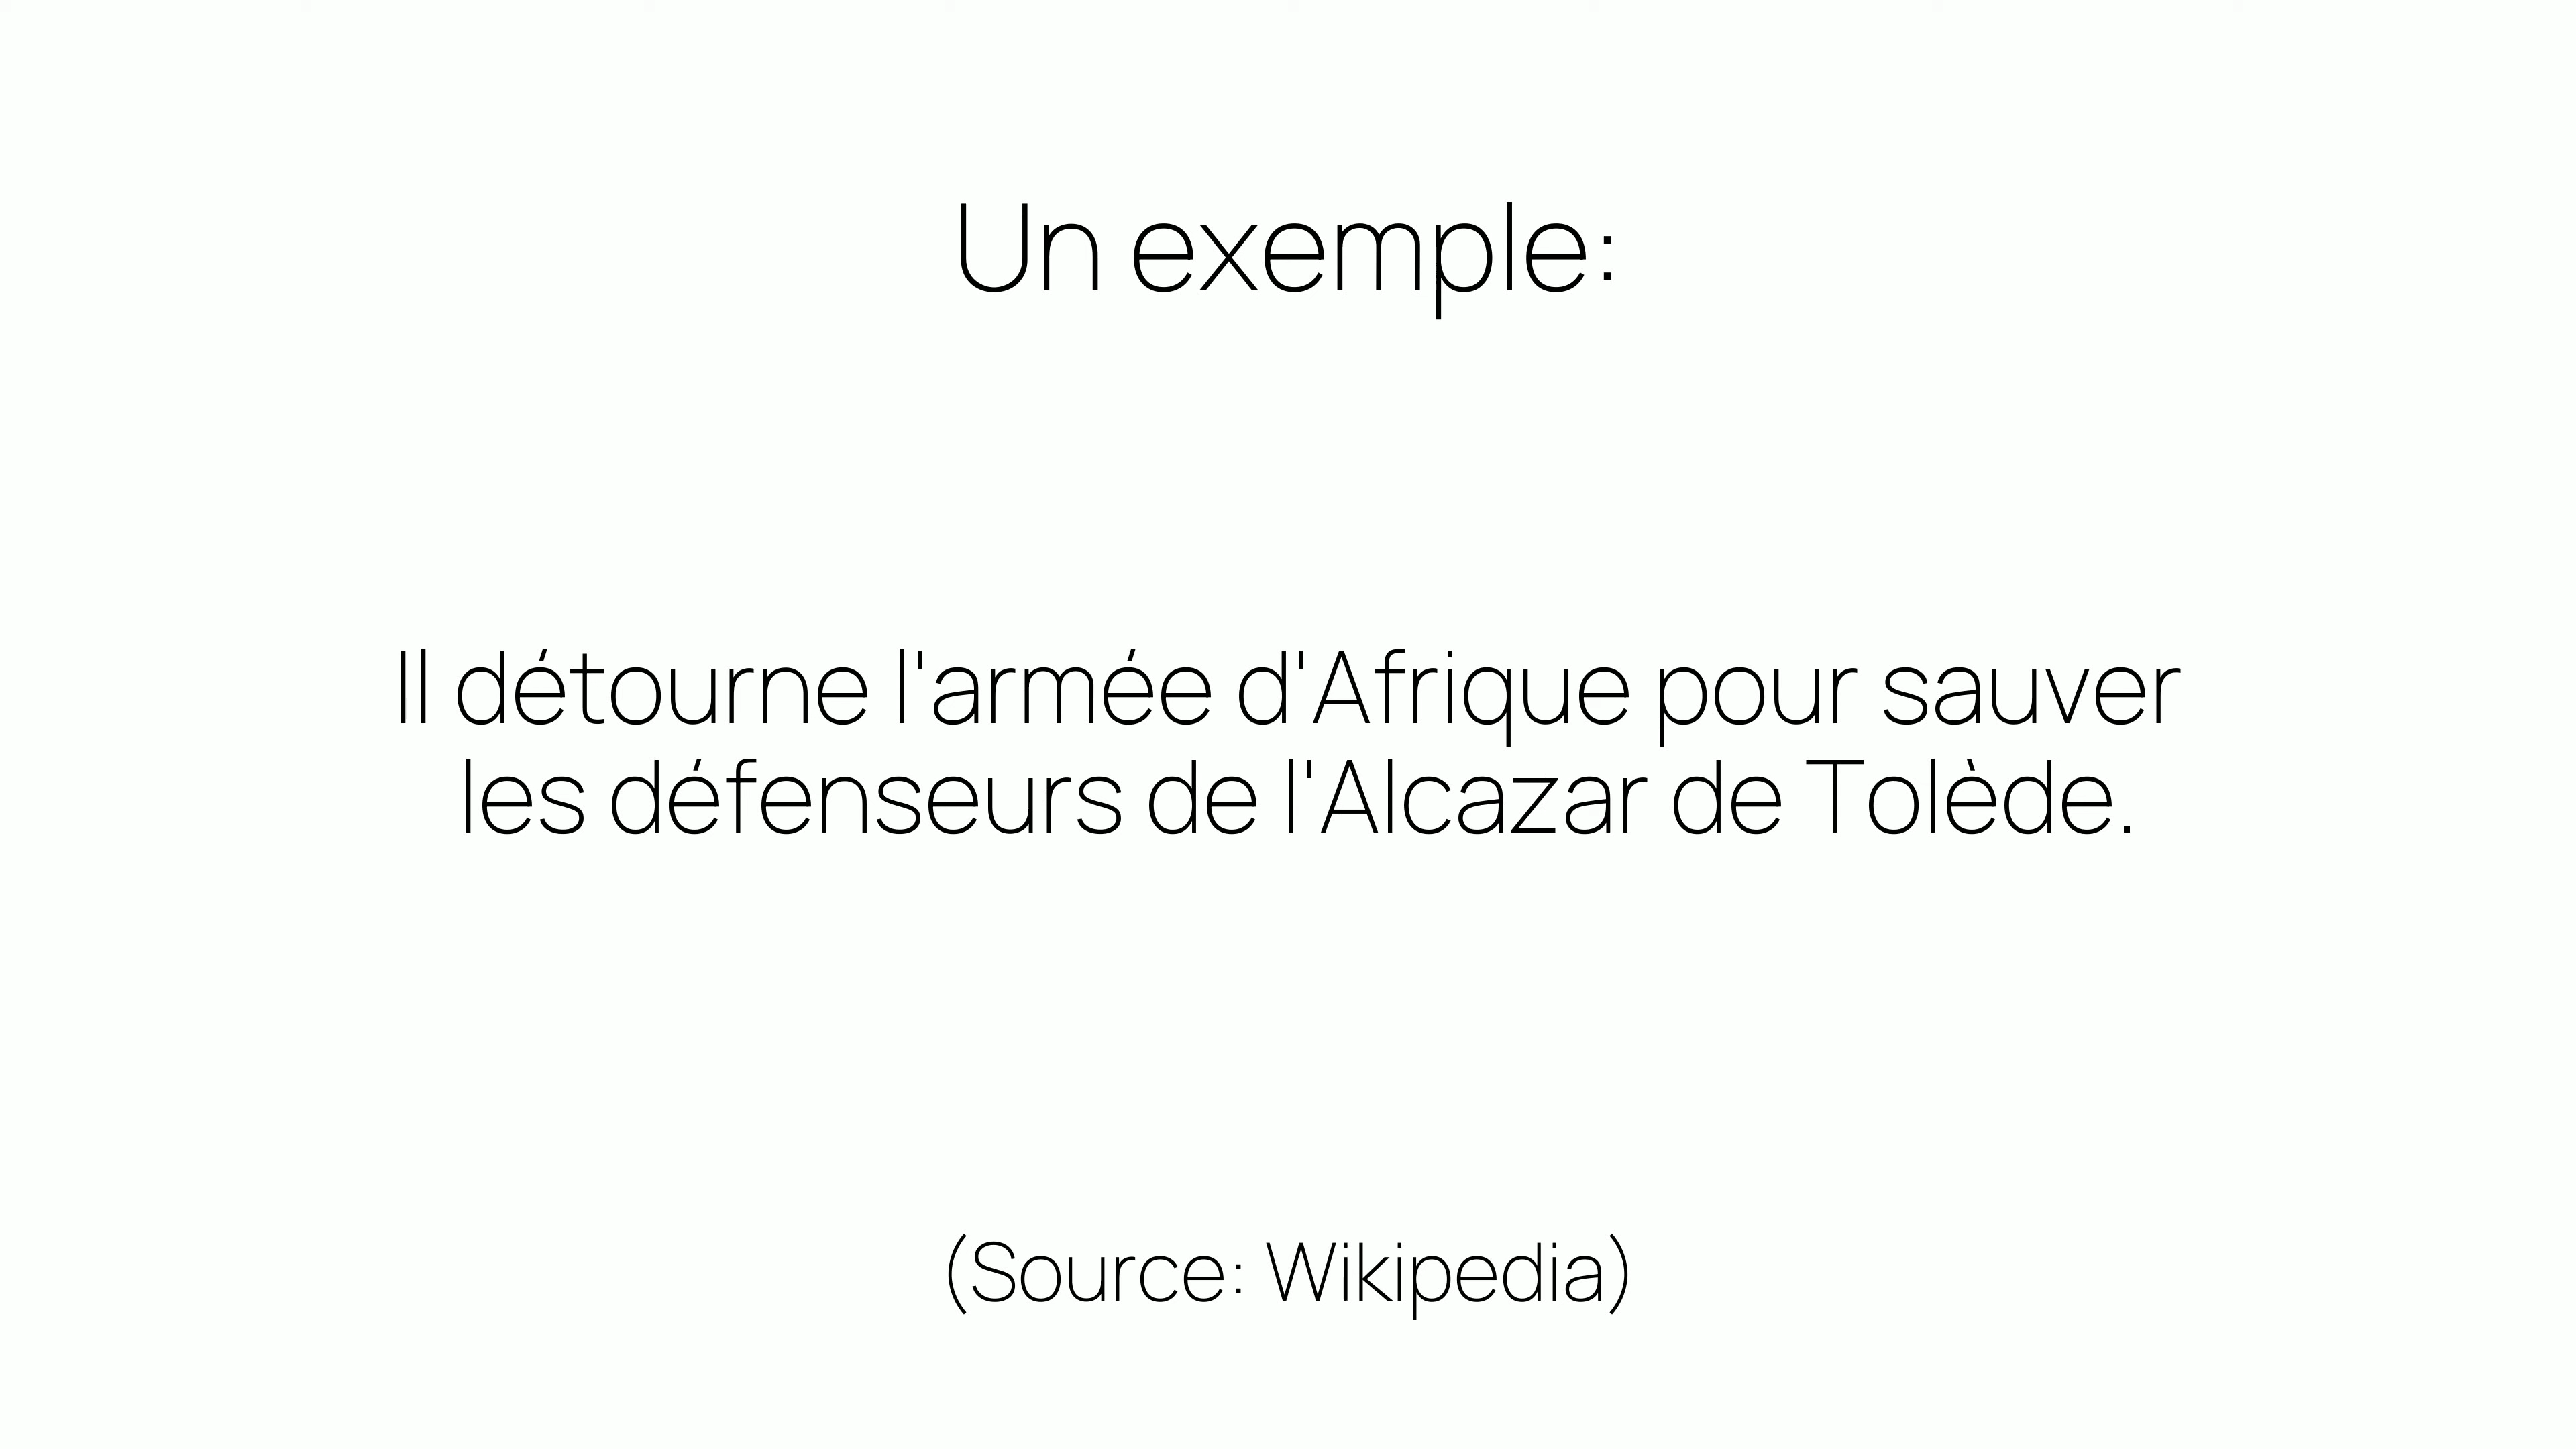 Un exemple:
Il détourne l'armée d'Afrique pour sauver
les défenseurs de l'Alcazar de Tolède.
(Source: Wikipedia)